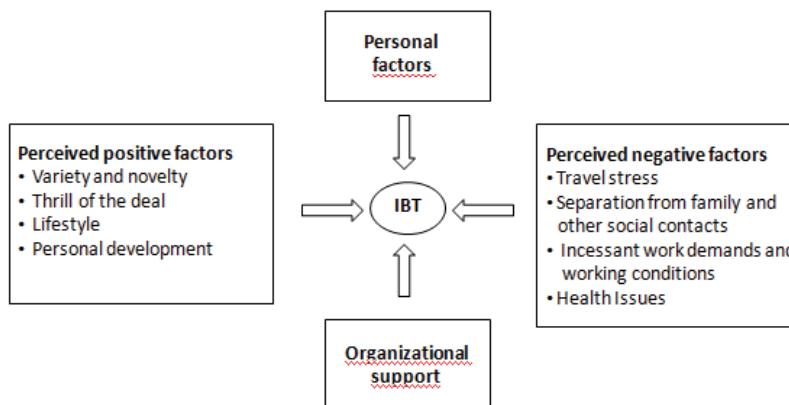 Personal
factors
Perceived positive factors
• Variety and novelty
• Thrill of the deal
• Lifestyle
• Personal development
IBT
Perceived negative factors
• Travel stress
• Separation from family and
other social contacts
• Incessant work demands and
working conditions
• Health Issues
Organizational
support